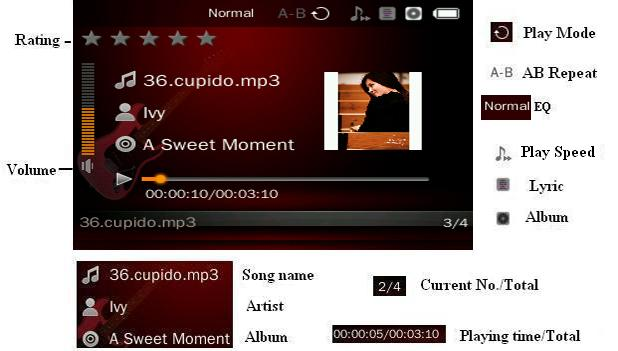 Normal A-B
Rating
36.cupido.mp3
Ivy
A Sweet Moment
Volume
00:00:10/00:03:10
36.cupido.mp3 3/4
Play Mode
A-B AB Repeat
Normal EQ
Play Speed
Lyric
Album
36.cupido.mp3 Song name
Ivy Artist
A Sweet Moment Album
2/4 Current No./Total
00:00:05/00:03:10 Playing time/Total